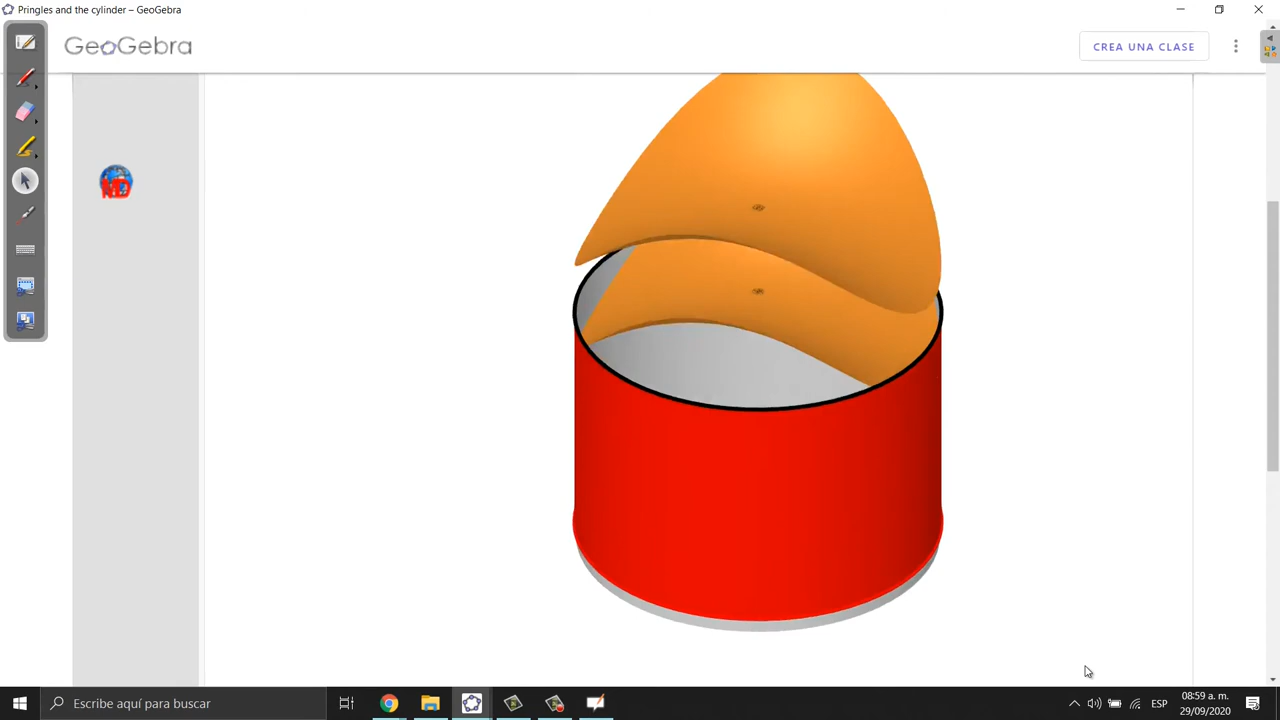 Pringles and the cylinder – GeoGebra
GeoGebra
CREA UNA CLASE
MD
Escribe aquí para buscar
ESP
08:59 a. m.
29/09/2020